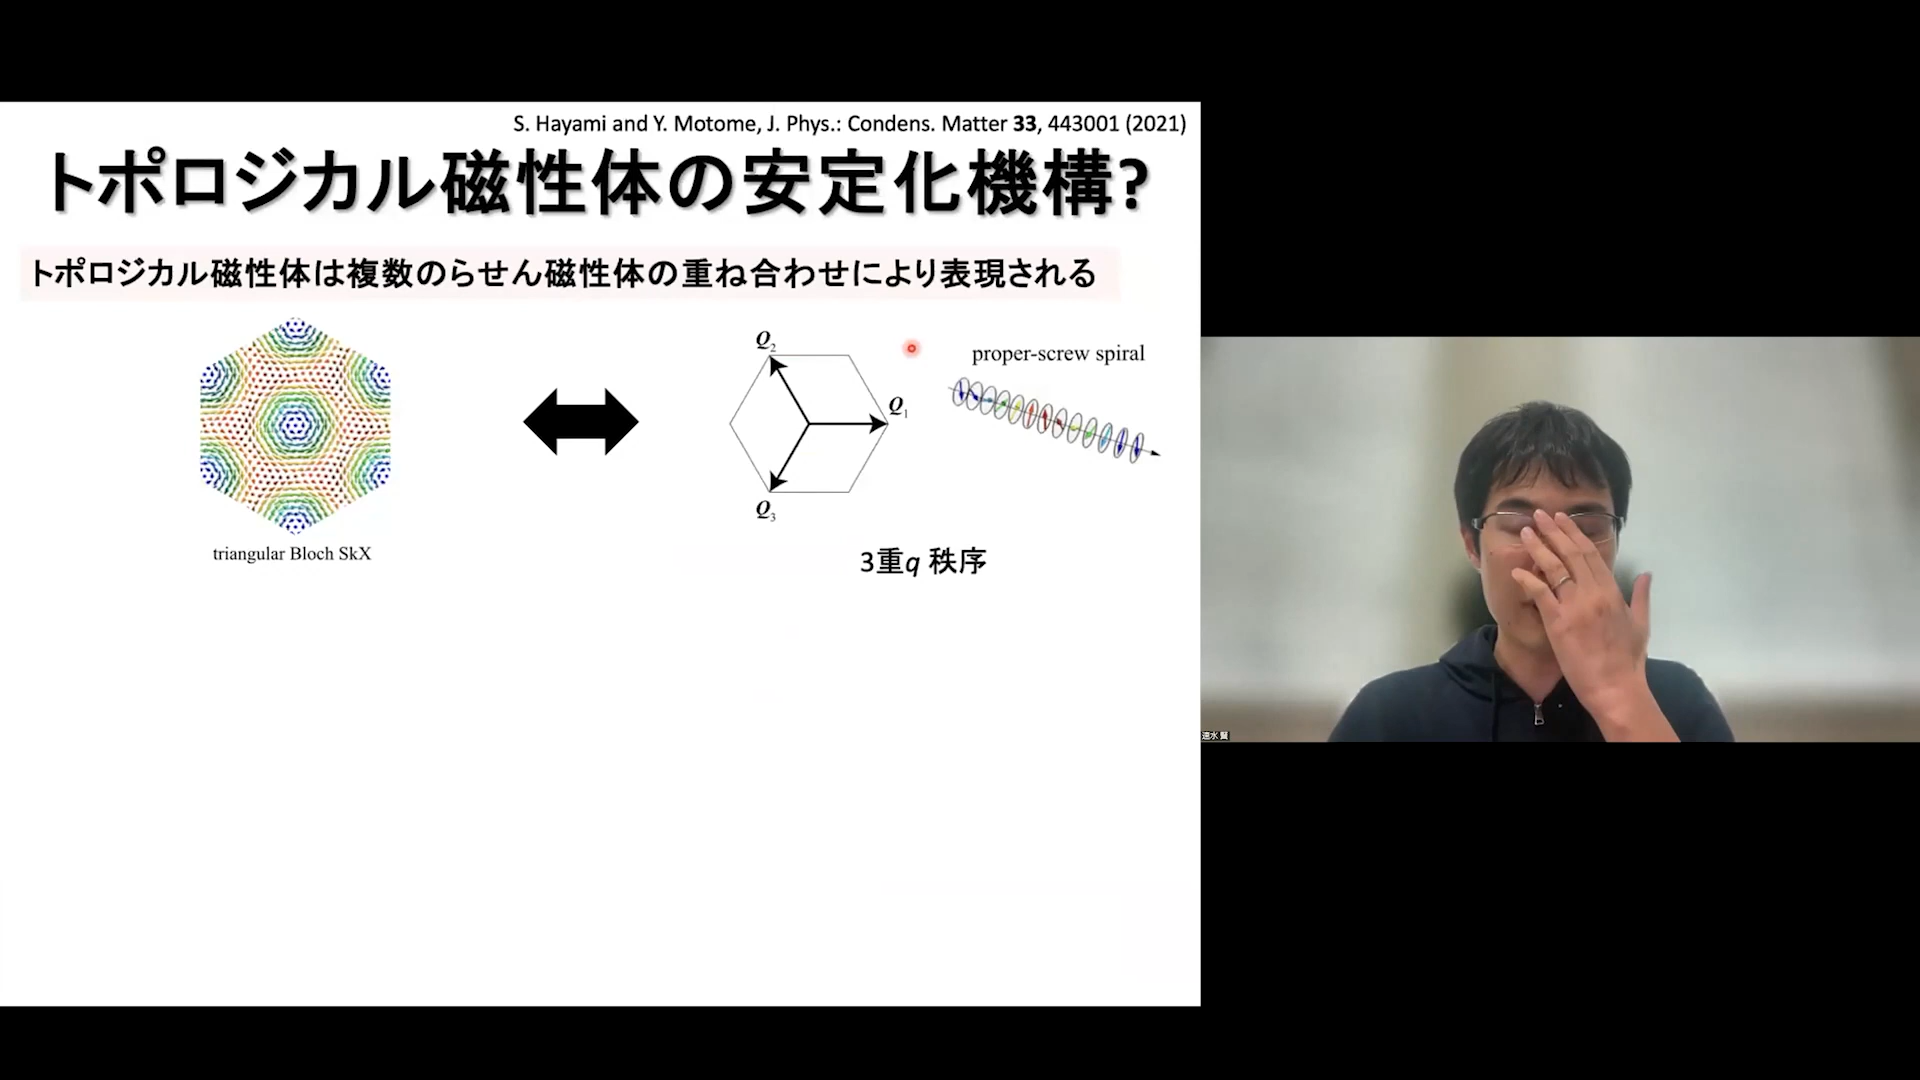 S. Hayami and Y. Motome, J. Phys.: Condens. Matter 33, 443001 (2021)
トポロジカル磁性体の安定化機構?
トポロジカル磁性体は複数のらせん磁性体の重ね合わせにより表現される
Q2
Q1
Q3
proper-screw spiral
triangular Bloch SkX
3重q 秩序
速水 賢